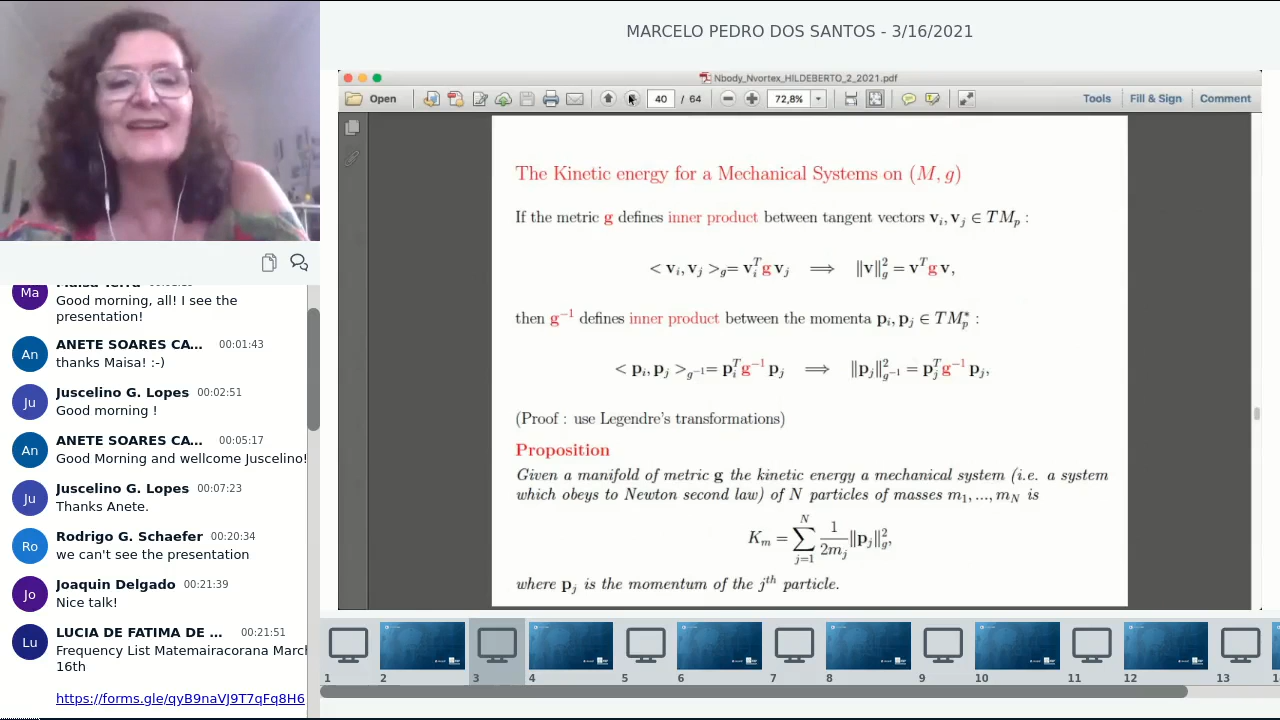 MARCELO PEDRO DOS SANTOS - 3/16/2021
Nbody_Nvortex_HILDEBERTO_2_2021.pdf
Open
40 / 64
72,8%
Tools
Fill & Sign
Comment
The Kinetic energy for a Mechanical Systems on (M, g)
If the metric g defines inner product between tangent vectors v_i, v_j ∈ TM_p :
< v_i, v_j >_g= v_i^T g v_j ⟹ ‖v‖_g^2 = v^T g v,
then g^{-1} defines inner product between the momenta p_i, p_j ∈ TM_p^* :
< p_i, p_j >_{g^{-1}}= p_i^T g^{-1} p_j ⟹ ‖p_j‖_{g^{-1}}^2 = p_j^T g^{-1} p_j,
(Proof : use Legendre's transformations)
Proposition
Given a manifold of metric g the kinetic energy a mechanical system (i.e. a system
which obeys to Newton second law) of N particles of masses m_1, ..., m_N is
K_m = \sum_{j=1}^{N} \frac{1}{2m_j} ‖p_j‖_g^2,
where p_j is the momentum of the j^{th} particle.
Ma
Good morning, all! I see the
presentation!
An
ANETE SOARES CA... 00:01:43
thanks Maisa! :-)
Ju
Juscelino G. Lopes 00:02:51
Good morning !
An
ANETE SOARES CA... 00:05:17
Good Morning and wellcome Juscelino!
Ju
Juscelino G. Lopes 00:07:23
Thanks Anete.
Ro
Rodrigo G. Schaefer 00:20:34
we can't see the presentation
Jo
Joaquin Delgado 00:21:39
Nice talk!
Lu
LUCIA DE FATIMA DE ... 00:21:51
Frequency List Matemairacorana March
16th
https://forms.gle/qyB9naVJ9T7qFq8H6
1 2 3 4 5 6 7 8 9 10 11 12 13